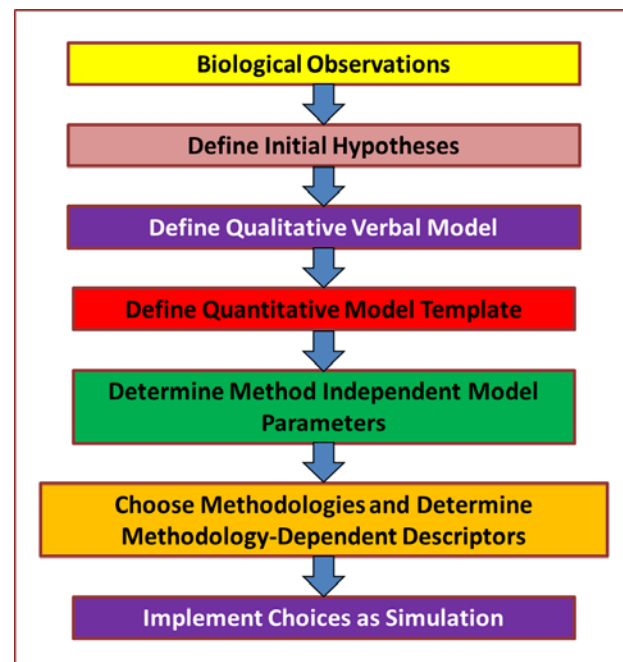 Biological Observations
Define Initial Hypotheses
Define Qualitative Verbal Model
Define Quantitative Model Template
Determine Method Independent Model
Parameters
Choose Methodologies and Determine
Methodology-Dependent Descriptors
Implement Choices as Simulation